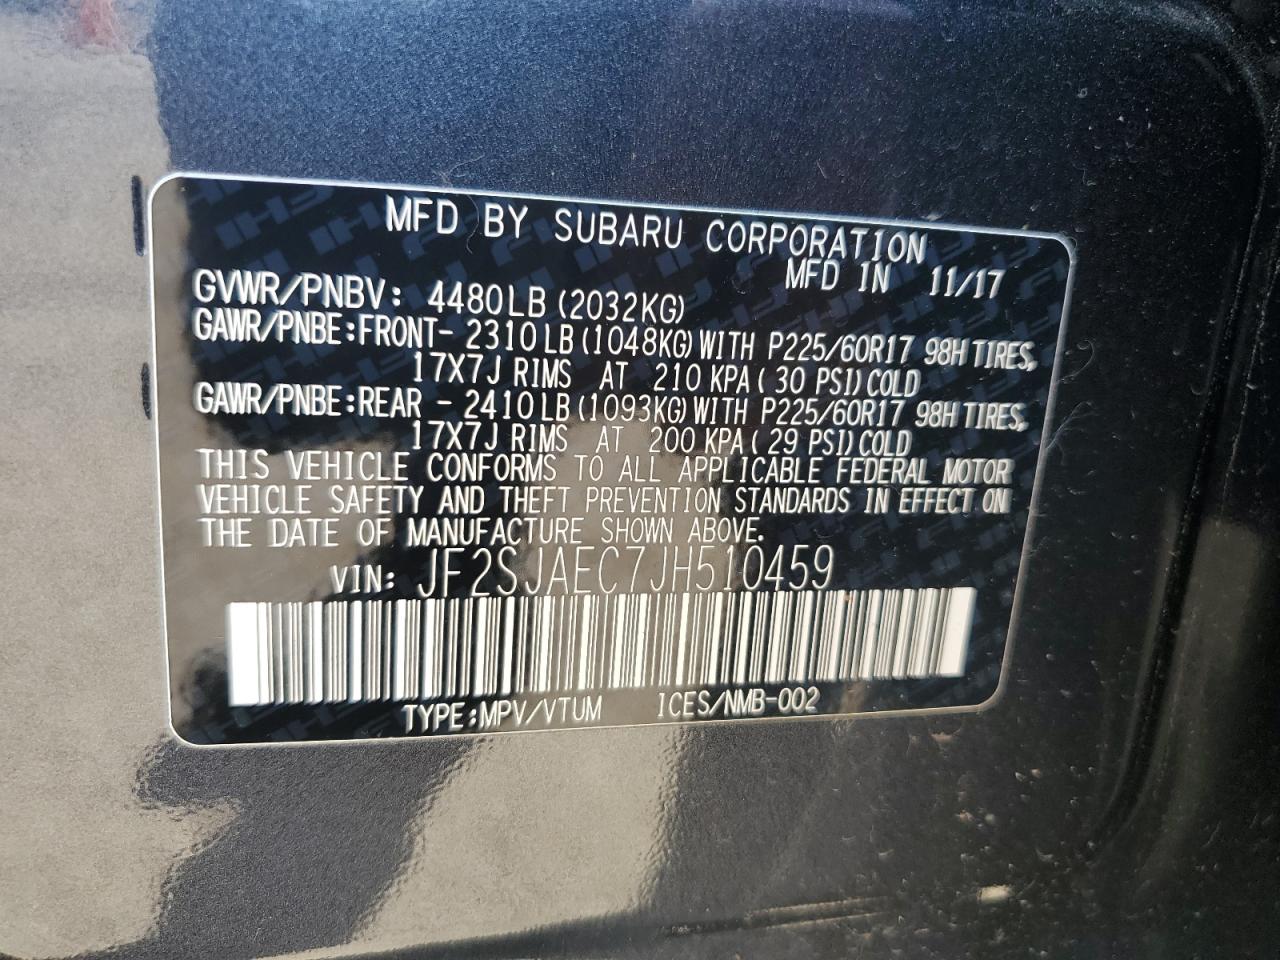 MFD BY SUBARU CORPORATION
MFD IN 11/17
GVWR/PNBV: 4480LB (2032KG)
GAWR/PNBE:FRONT- 2310LB (1048KG) WITH P225/60R17 98H TIRES,
17X7J RIMS AT 210 KPA ( 30 PSI) COLD
GAWR/PNBE:REAR - 2410LB (1093KG) WITH P225/60R17 98H TIRES,
17X7J RIMS AT 200 KPA ( 29 PSI) COLD
THIS VEHICLE CONFORMS TO ALL APPLICABLE FEDERAL MOTOR
VEHICLE SAFETY AND THEFT PREVENTION STANDARDS IN EFFECT ON
THE DATE OF MANUFACTURE SHOWN ABOVE.
VIN: JF2SJAEC7JH510459
TYPE:MPV/VTUM ICES/NMB-002